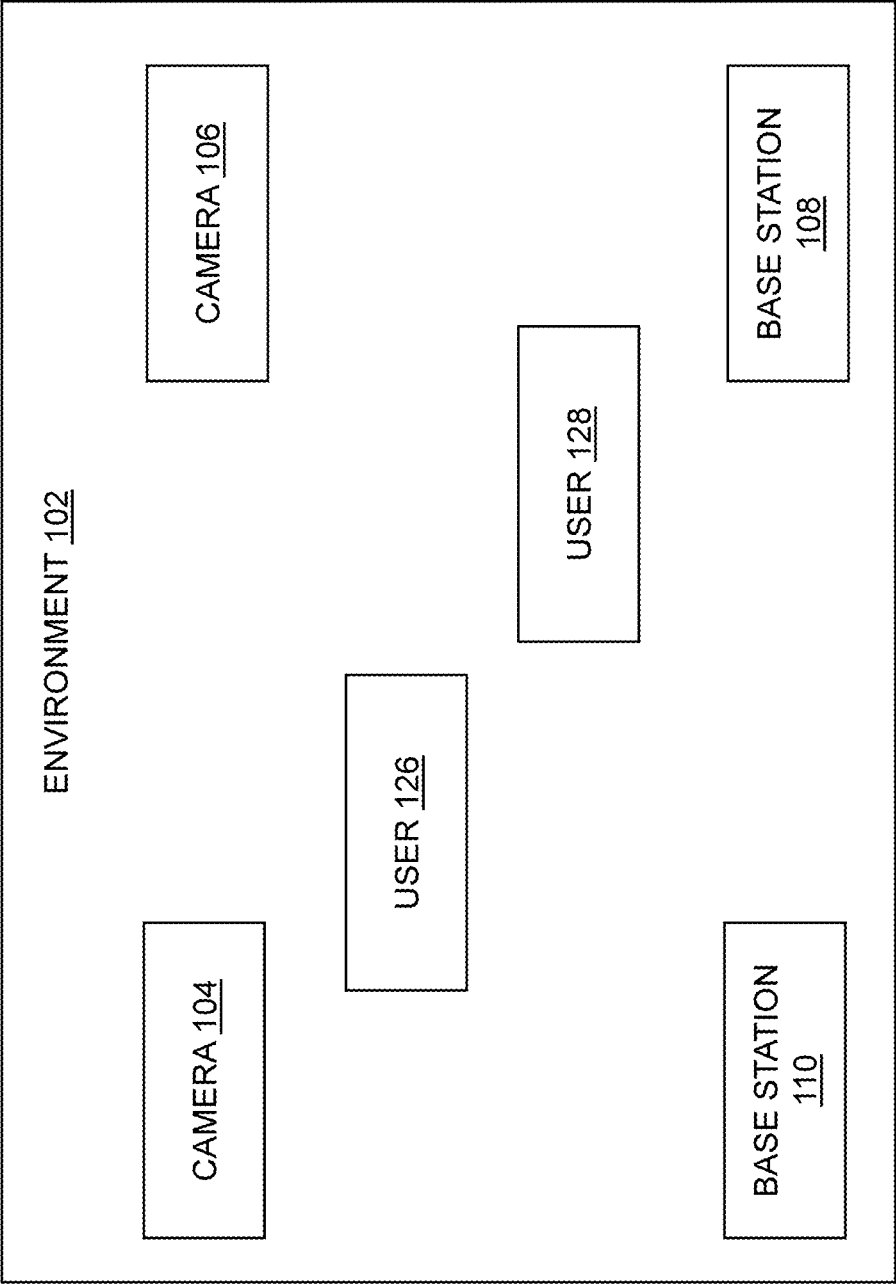 ENVIRONMENT 102
CAMERA 104
CAMERA 106
USER 126
USER 128
BASE STATION
110
BASE STATION
108